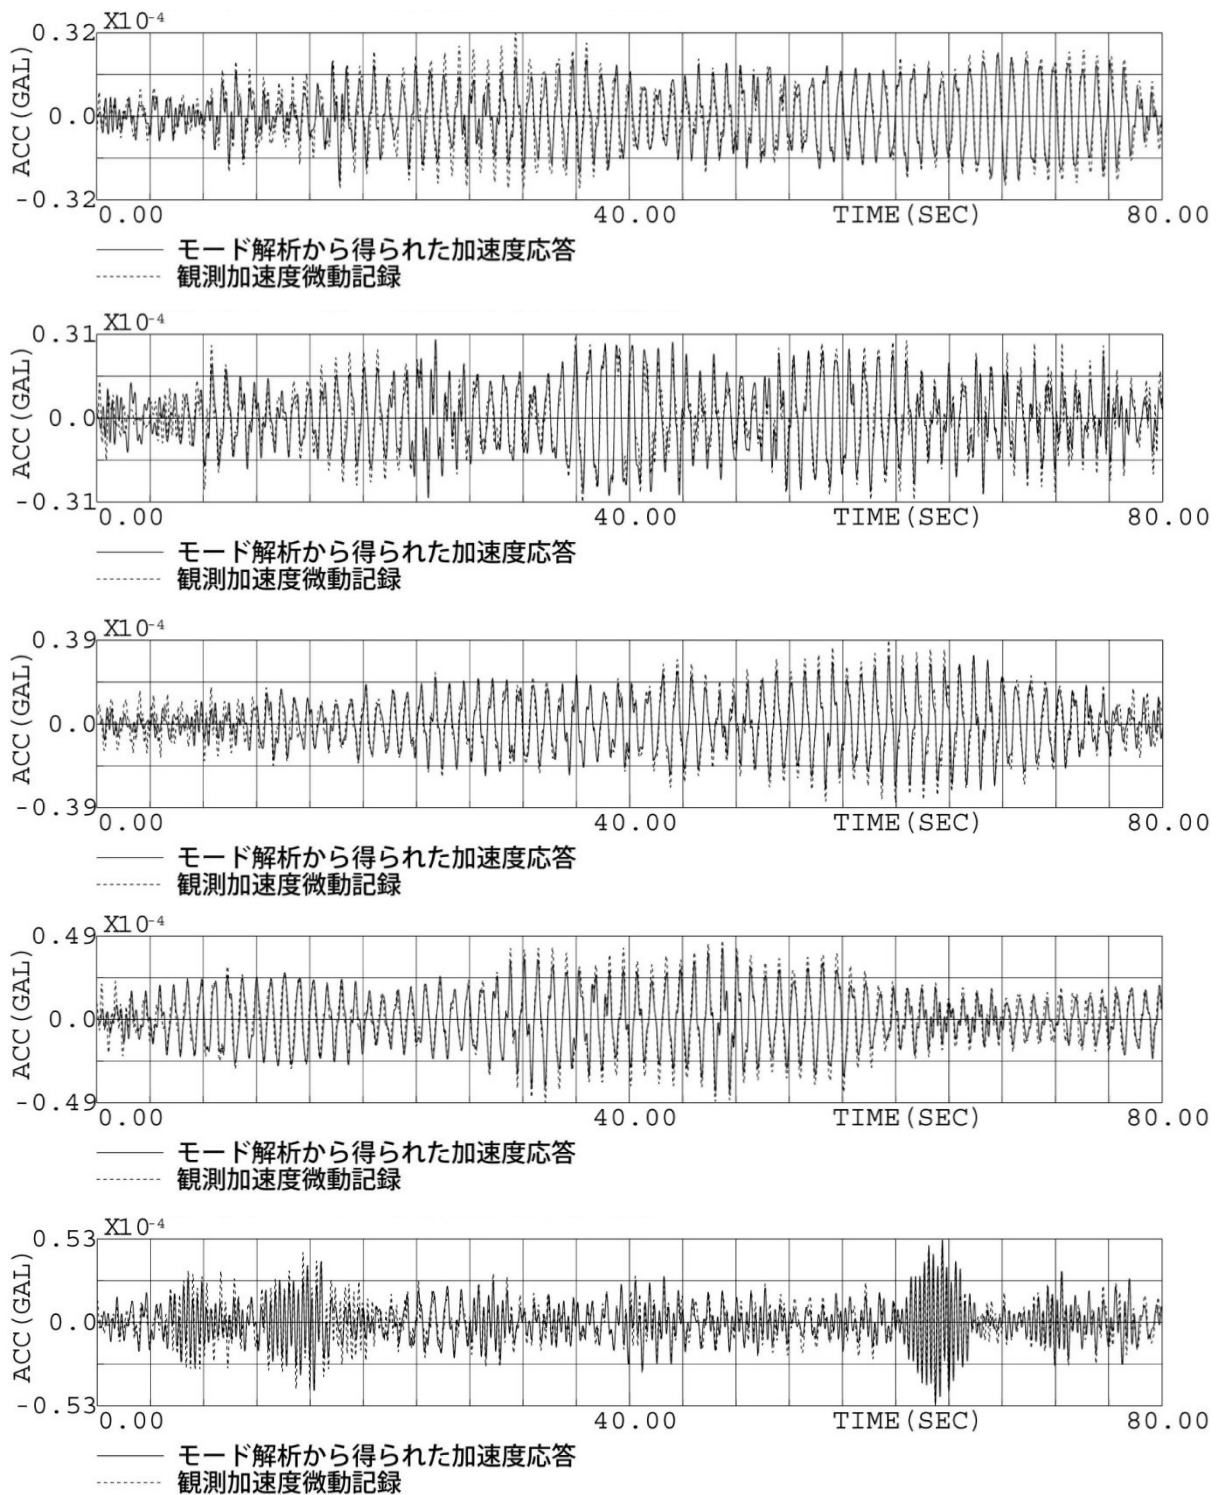 X10-4
0.32
ACC(GAL)
0.0
-0.32
0.00 40.00 TIME(SEC) 80.00
モード解析から得られた加速度応答
観測加速度微動記録
X10-4
0.31
ACC(GAL)
0.0
-0.31
0.00 40.00 TIME(SEC) 80.00
モード解析から得られた加速度応答
観測加速度微動記録
X10-4
0.39
ACC(GAL)
0.0
-0.39
0.00 40.00 TIME(SEC) 80.00
モード解析から得られた加速度応答
観測加速度微動記録
X10-4
0.49
ACC(GAL)
0.0
-0.49
0.00 40.00 TIME(SEC) 80.00
モード解析から得られた加速度応答
観測加速度微動記録
X10-4
0.53
ACC(GAL)
0.0
-0.53
0.00 40.00 TIME(SEC) 80.00
モード解析から得られた加速度応答
観測加速度微動記録